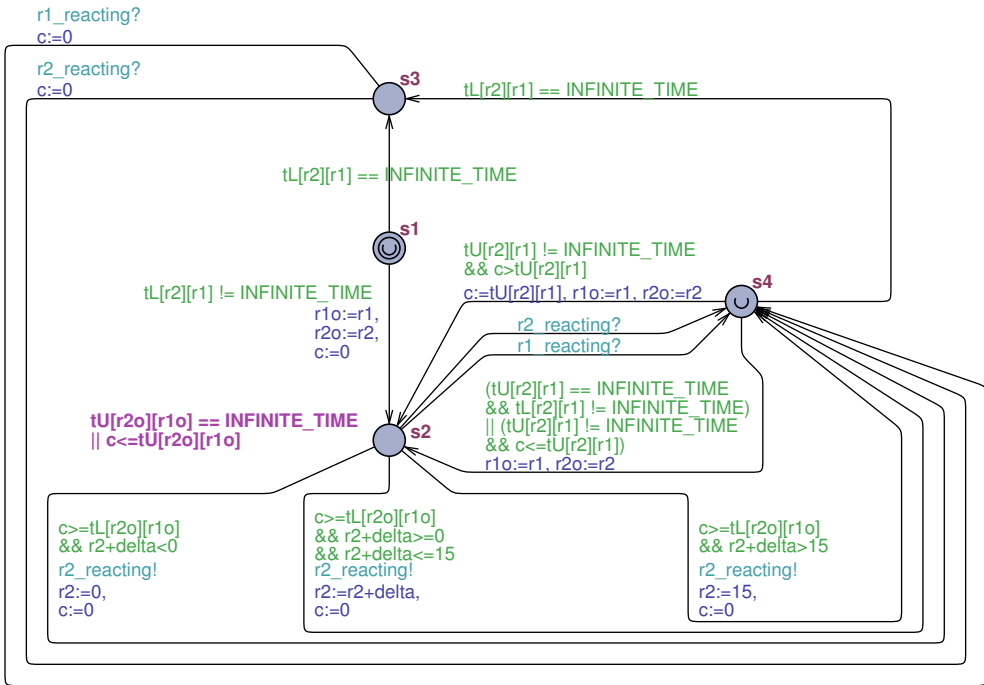 r1_reacting?
c:=0
r2_reacting?
c:=0
s3
tL[r2][r1] == INFINITE_TIME
tL[r2][r1] == INFINITE_TIME
s1
tL[r2][r1] != INFINITE_TIME
r1o:=r1,
r2o:=r2,
c:=0
tU[r2][r1] != INFINITE_TIME
&& c>tU[r2][r1]
c:=tU[r2][r1], r1o:=r1, r2o:=r2
s4
r2_reacting?
r1_reacting?
(tU[r2][r1] == INFINITE_TIME
&& tL[r2][r1] != INFINITE_TIME)
|| (tU[r2][r1] != INFINITE_TIME
&& c<=tU[r2][r1])
r1o:=r1, r2o:=r2
tU[r2o][r1o] == INFINITE_TIME
|| c<=tU[r2o][r1o]
s2
c>=tL[r2o][r1o]
&& r2+delta<0
r2_reacting!
r2:=0,
c:=0
c>=tL[r2o][r1o]
&& r2+delta>=0
&& r2+delta<=15
r2_reacting!
r2:=r2+delta,
c:=0
c>=tL[r2o][r1o]
&& r2+delta>15
r2_reacting!
r2:=15,
c:=0